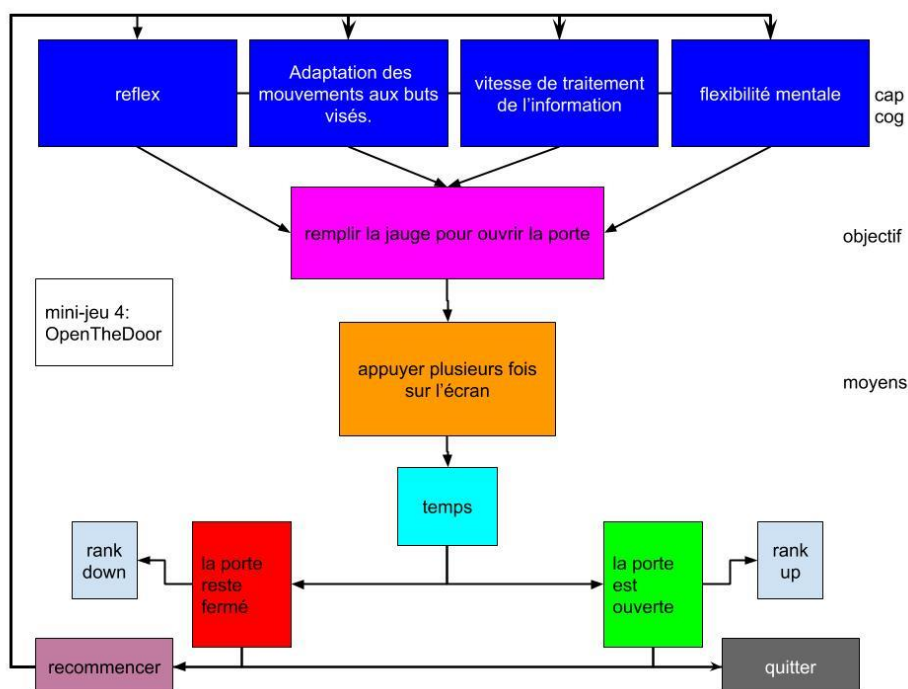 reflex
Adaptation des
mouvements aux buts
visés.
vitesse de traitement
de l'information
flexibilité mentale
cap
cog
remplir la jauge pour ouvrir la porte
objectif
mini-jeu 4:
OpenTheDoor
appuyer plusieurs fois
sur l'écran
moyens
temps
rank
down
la porte
reste
fermé
la porte
est
ouverte
rank
up
recommencer
quitter